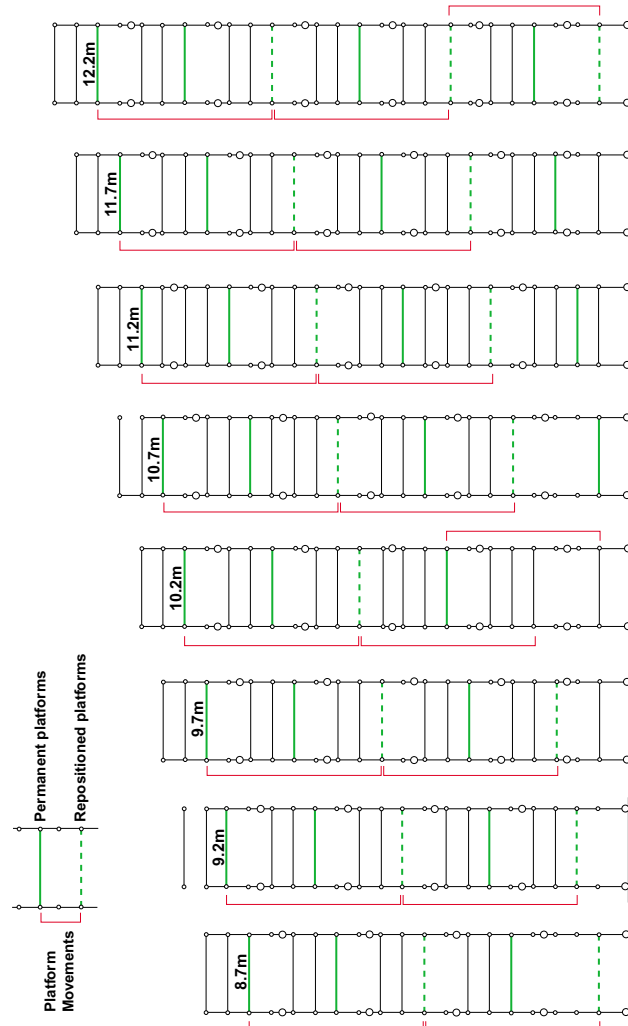 12.2m
11.7m
11.2m
10.7m
10.2m
9.7m
9.2m
8.7m
Permanent platforms
Repositioned platforms
Platform
Movements